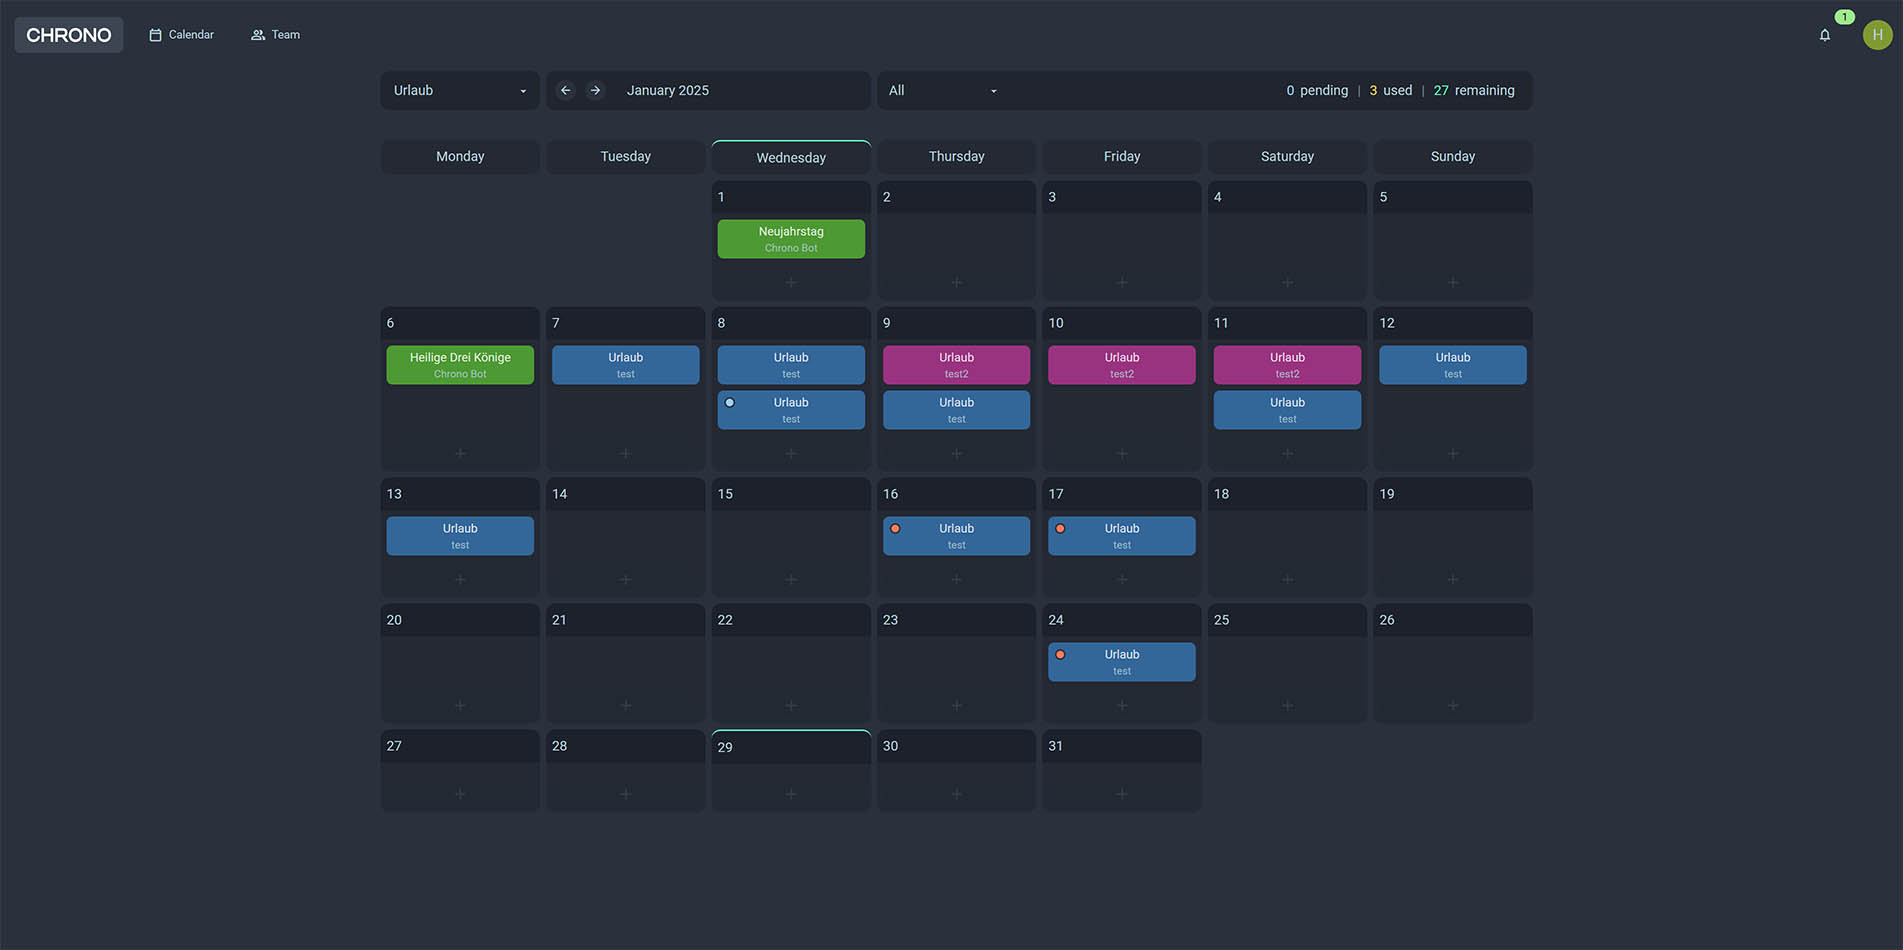 CHRONO
Calendar
Team
1
H
Urlaub
January 2025
All
0 pending | 3 used | 27 remaining
Monday Tuesday Wednesday Thursday Friday Saturday Sunday
1 2 3 4 5
Neujahrstag
Chrono Bot
+ + + + +
6 7 8 9 10 11 12
Heilige Drei Könige Urlaub Urlaub Urlaub Urlaub Urlaub Urlaub
Chrono Bot test test test2 test2 test2 test
Urlaub Urlaub Urlaub
test test test
+ + + + + + +
13 14 15 16 17 18 19
Urlaub Urlaub Urlaub
test test test
+ + + + + + +
20 21 22 23 24 25 26
Urlaub
test
+ + + + + + +
27 28 29 30 31
+ + + + +